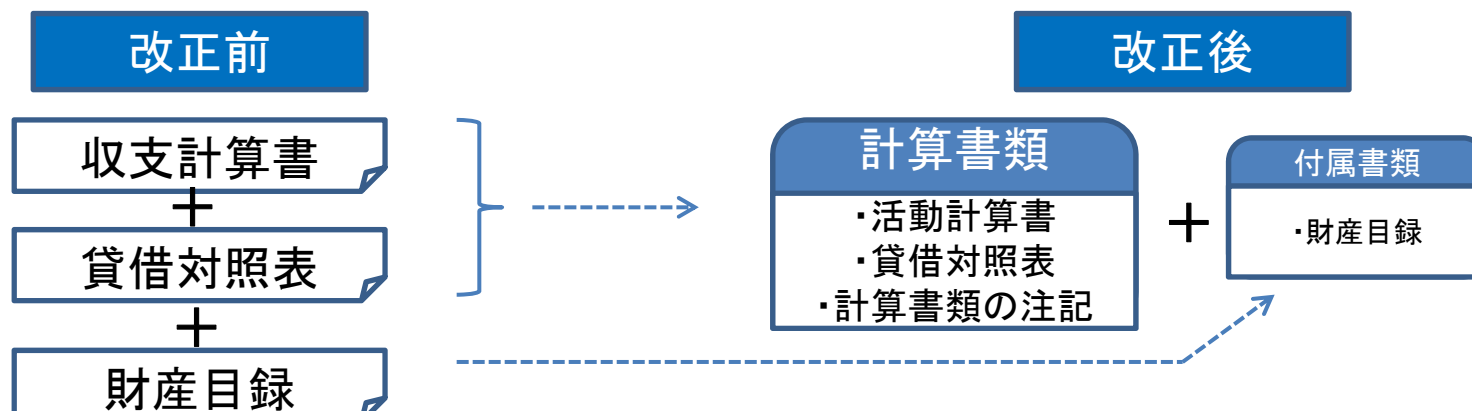 改正前
収支計算書
+
貸借対照表
+
財産目録
改正後
計算書類
・活動計算書
・貸借対照表
・計算書類の注記
+
付属書類
・財産目録